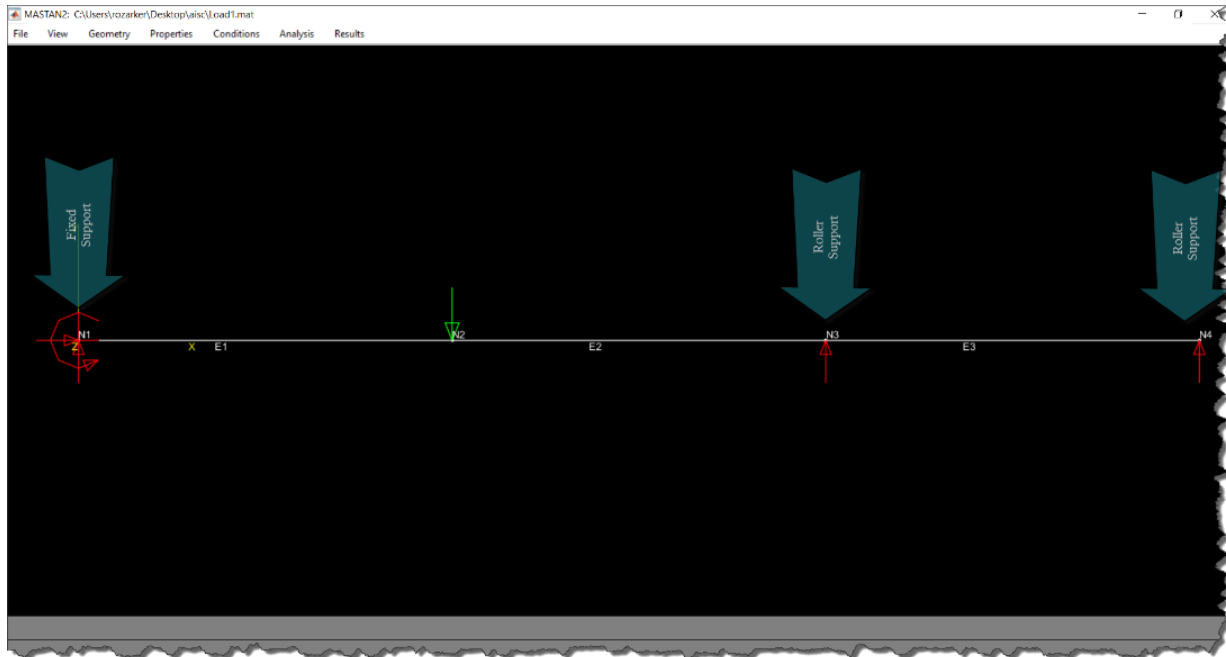 MASTAN2: C:\Users\rozarker\Desktop\aisc\Load1.mat
File View Geometry Properties Conditions Analysis Results
Fixed
Support
Roller
Support
Roller
Support
N1
N2
N3
N4
Z
X
E1
E2
E3